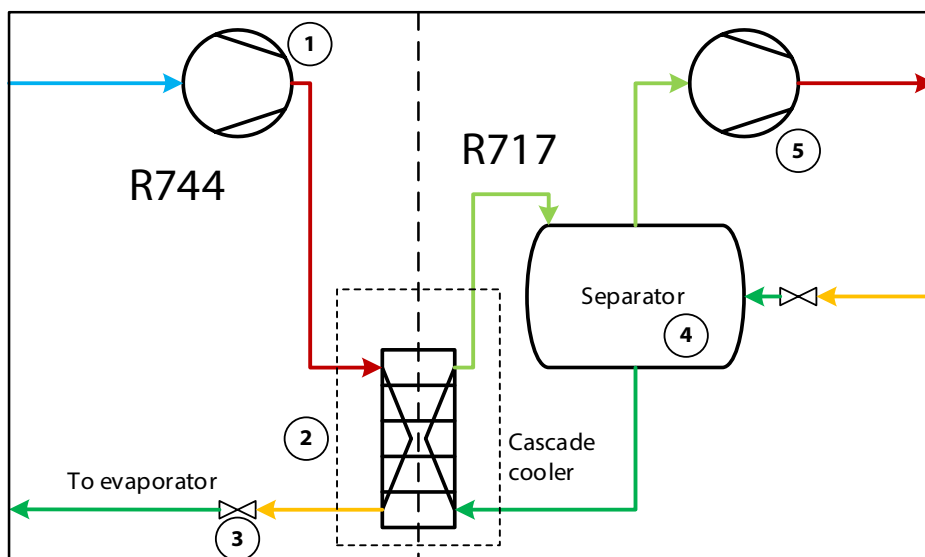 1
R744
R717
5
Separator
4
2
Cascade
cooler
To evaporator
3